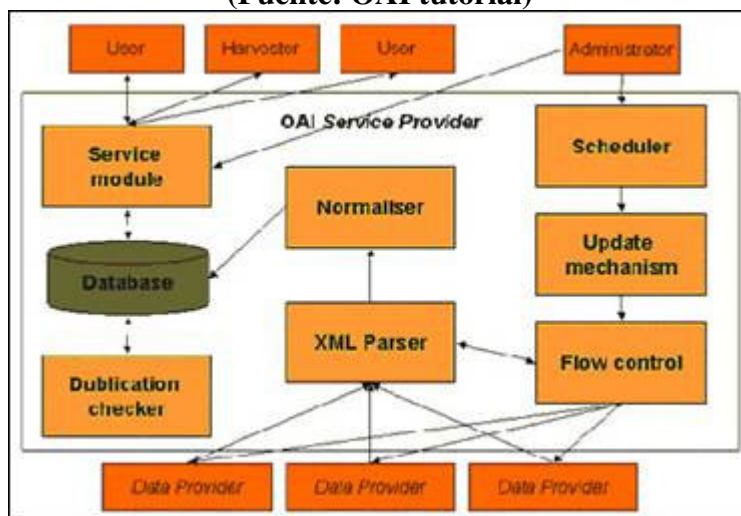 (Fuente: OAI tutorial)
User
Harvester
User
Administrator
OAI Service Provider
Service
module
Scheduler
Normaliser
Update
mechanism
Database
XML Parser
Flow control
Dublication
checker
Data Provider
Data Provider
Data Provider